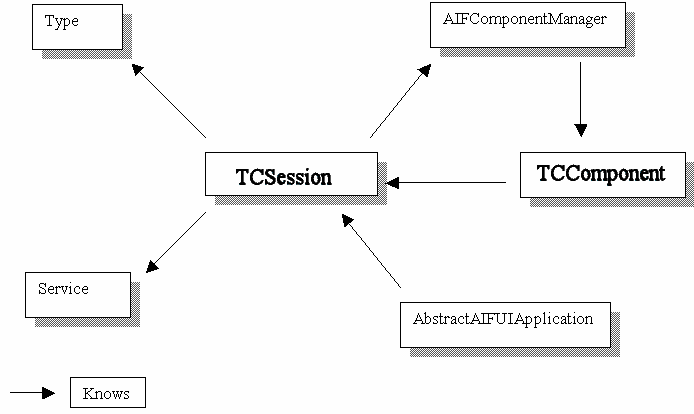 Type
AIFComponentManager
TCSession
TCComponent
Service
AbstractAIFUIApplication
Knows